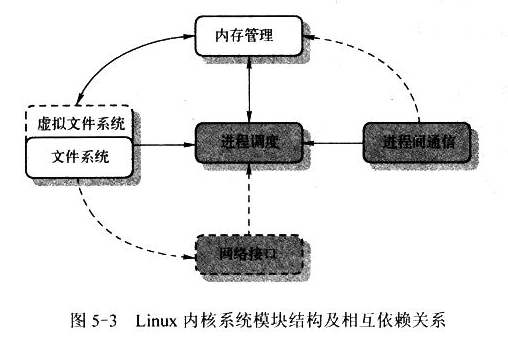 内存管理
虚拟文件系统
文件系统
进程调度
进程间通信
网络接口
图 5-3 Linux 内核系统模块结构及相互依赖关系